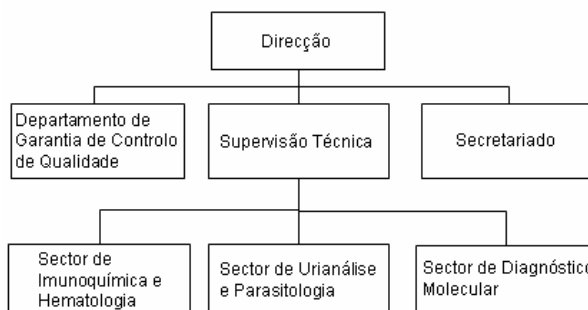 Direcção
Departamento de
Garantia de Controlo
de Qualidade
Supervisão Técnica
Secretariado
Sector de
Imunoquímica e
Hematologia
Sector de Urianálise
e Parasitologia
Sector de Diagnóstico
Molecular